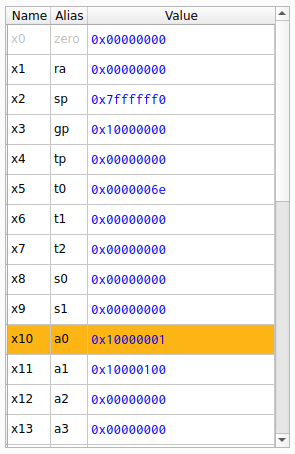 Name Alias Value
x0 zero 0x00000000
x1 ra 0x00000000
x2 sp 0x7ffffff0
x3 gp 0x10000000
x4 tp 0x00000000
x5 t0 0x0000006e
x6 t1 0x00000000
x7 t2 0x00000000
x8 s0 0x00000000
x9 s1 0x00000000
x10 a0 0x10000001
x11 a1 0x10000100
x12 a2 0x00000000
x13 a3 0x00000000